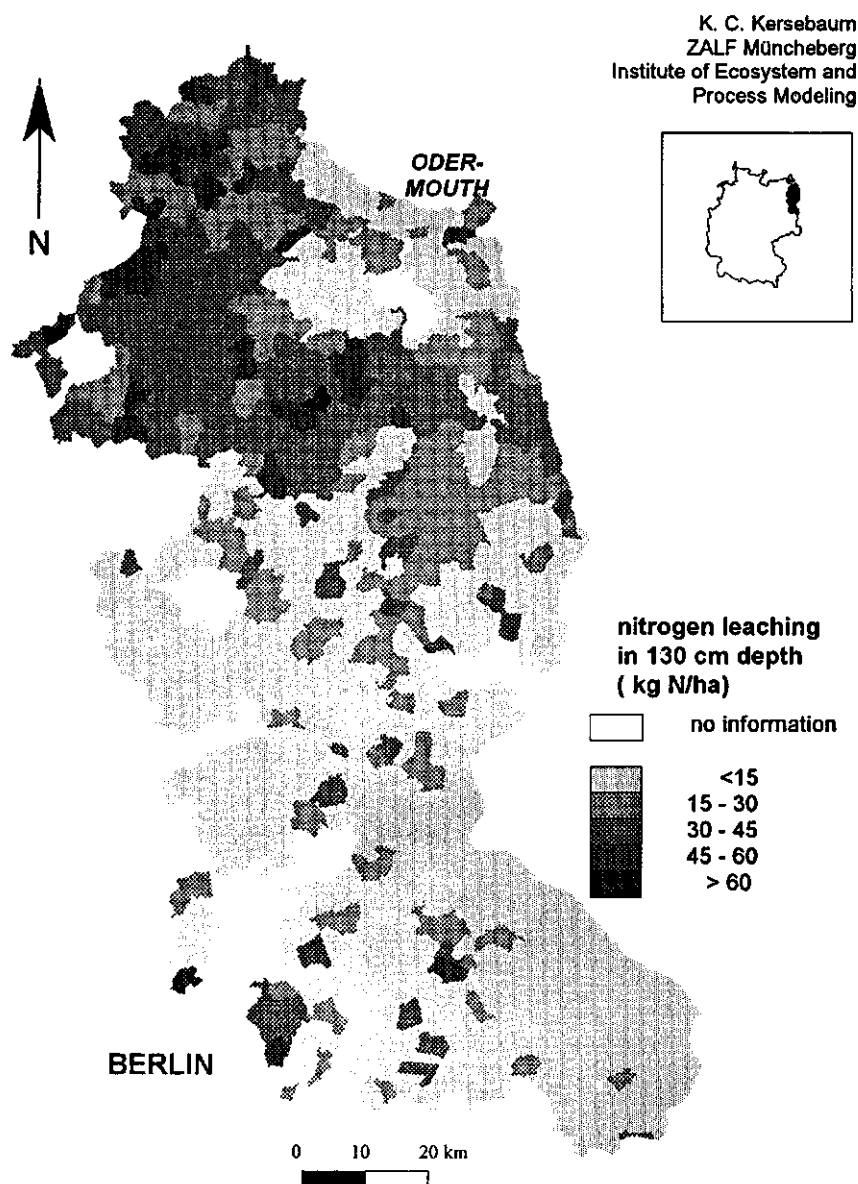 K. C. Kersebaum
ZALF Müncheberg
Institute of Ecosystem and
Process Modeling
N
ODER-
MOUTH
nitrogen leaching
in 130 cm depth
( kg N/ha)
no information
<15
15 - 30
30 - 45
45 - 60
> 60
BERLIN
0 10 20 km